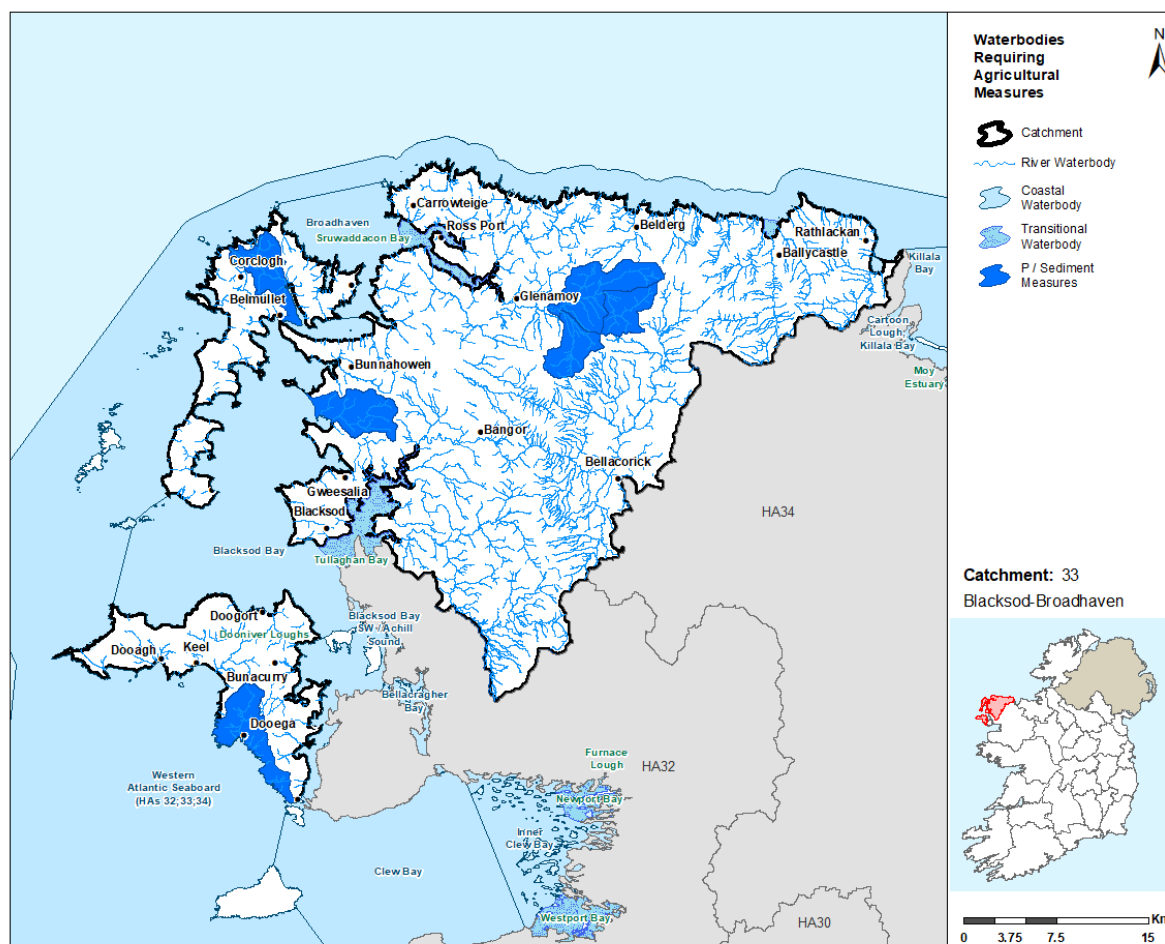 Waterbodies
Requiring
Agricultural
Measures
N
Catchment
River Waterbody
Coastal
Waterbody
Transitional
Waterbody
P / Sediment
Measures
Carrowteige
Broadhaven
Sruwaddacon Bay
Ross Port
Belderg
Rathlackan
Ballycastle
Killala
Bay
Corclogh
Belmullet
Glenamoy
Cartoon
Lough,
Killala Bay
Moy
Estuary
Bunnahowen
Bangor
Bellacorick
Gweesalia
Blacksod
HA34
Blacksod Bay
Tullaghan Bay
Catchment: 33
Blacksod-Broadhaven
Doogort
Dooniver Loughs
Blacksod Bay
SW / Achill
Sound
Dooagh
Keel
Bunacurry
Bellacragher
Bay
Dooega
Furnace
Lough
HA32
Western
Atlantic Seaboard
(HAs 32;33;34)
Newport Bay
Inner
Clew Bay
Clew Bay
Westport Bay
HA30
Km
0 3.75 7.5 15